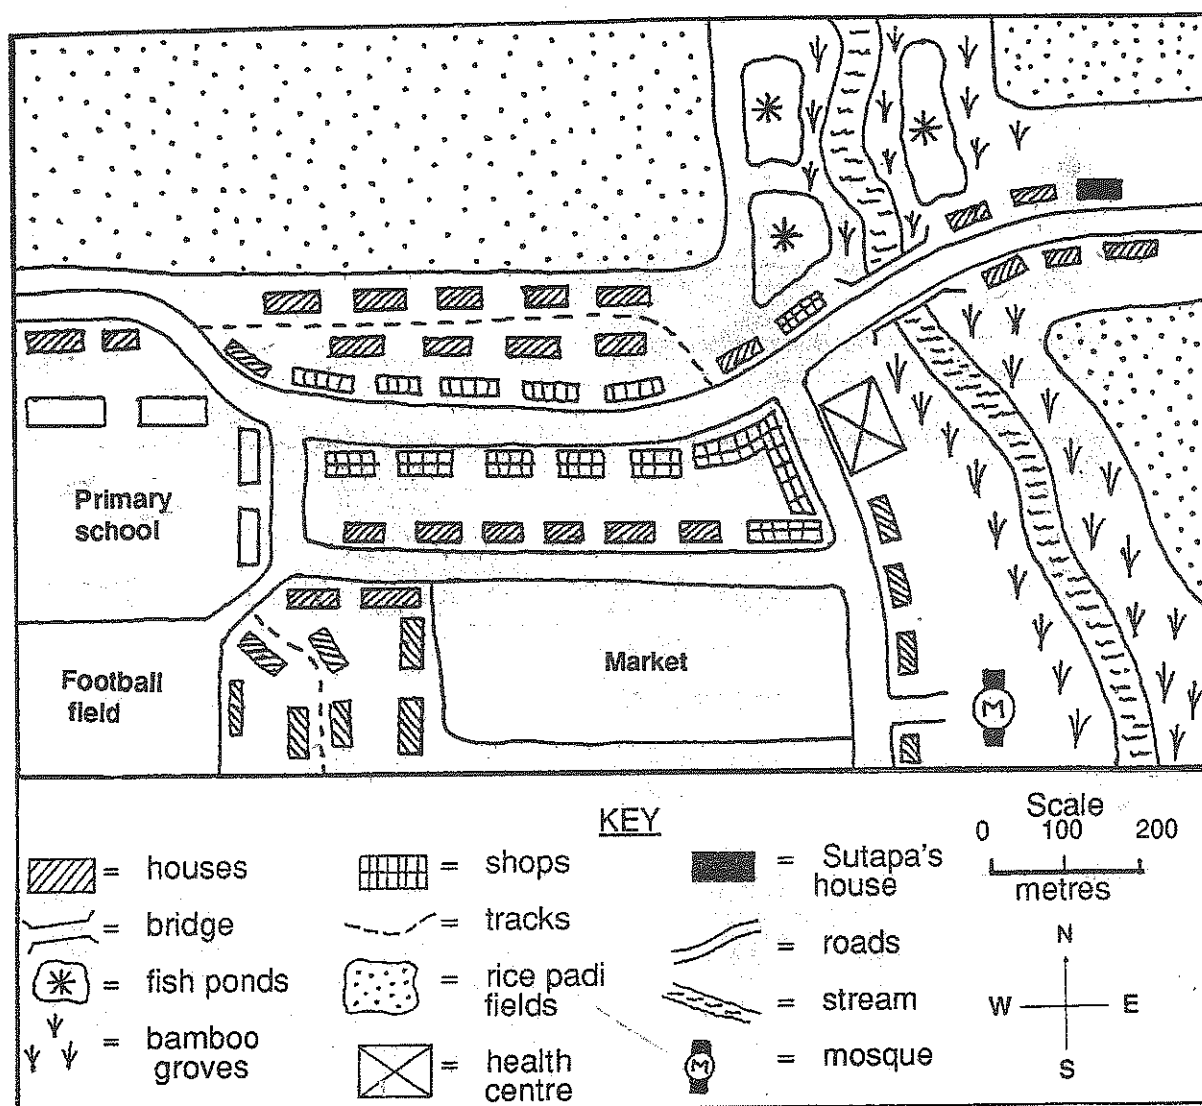 Primary
school
Football
field
Market
M
KEY
Scale
0 100 200
metres
= houses
= shops
= Sutapa's
house
= bridge
= tracks
= roads
= fish ponds
= rice padi
fields
= stream
= bamboo
groves
= health
centre
M = mosque
N
W E
S